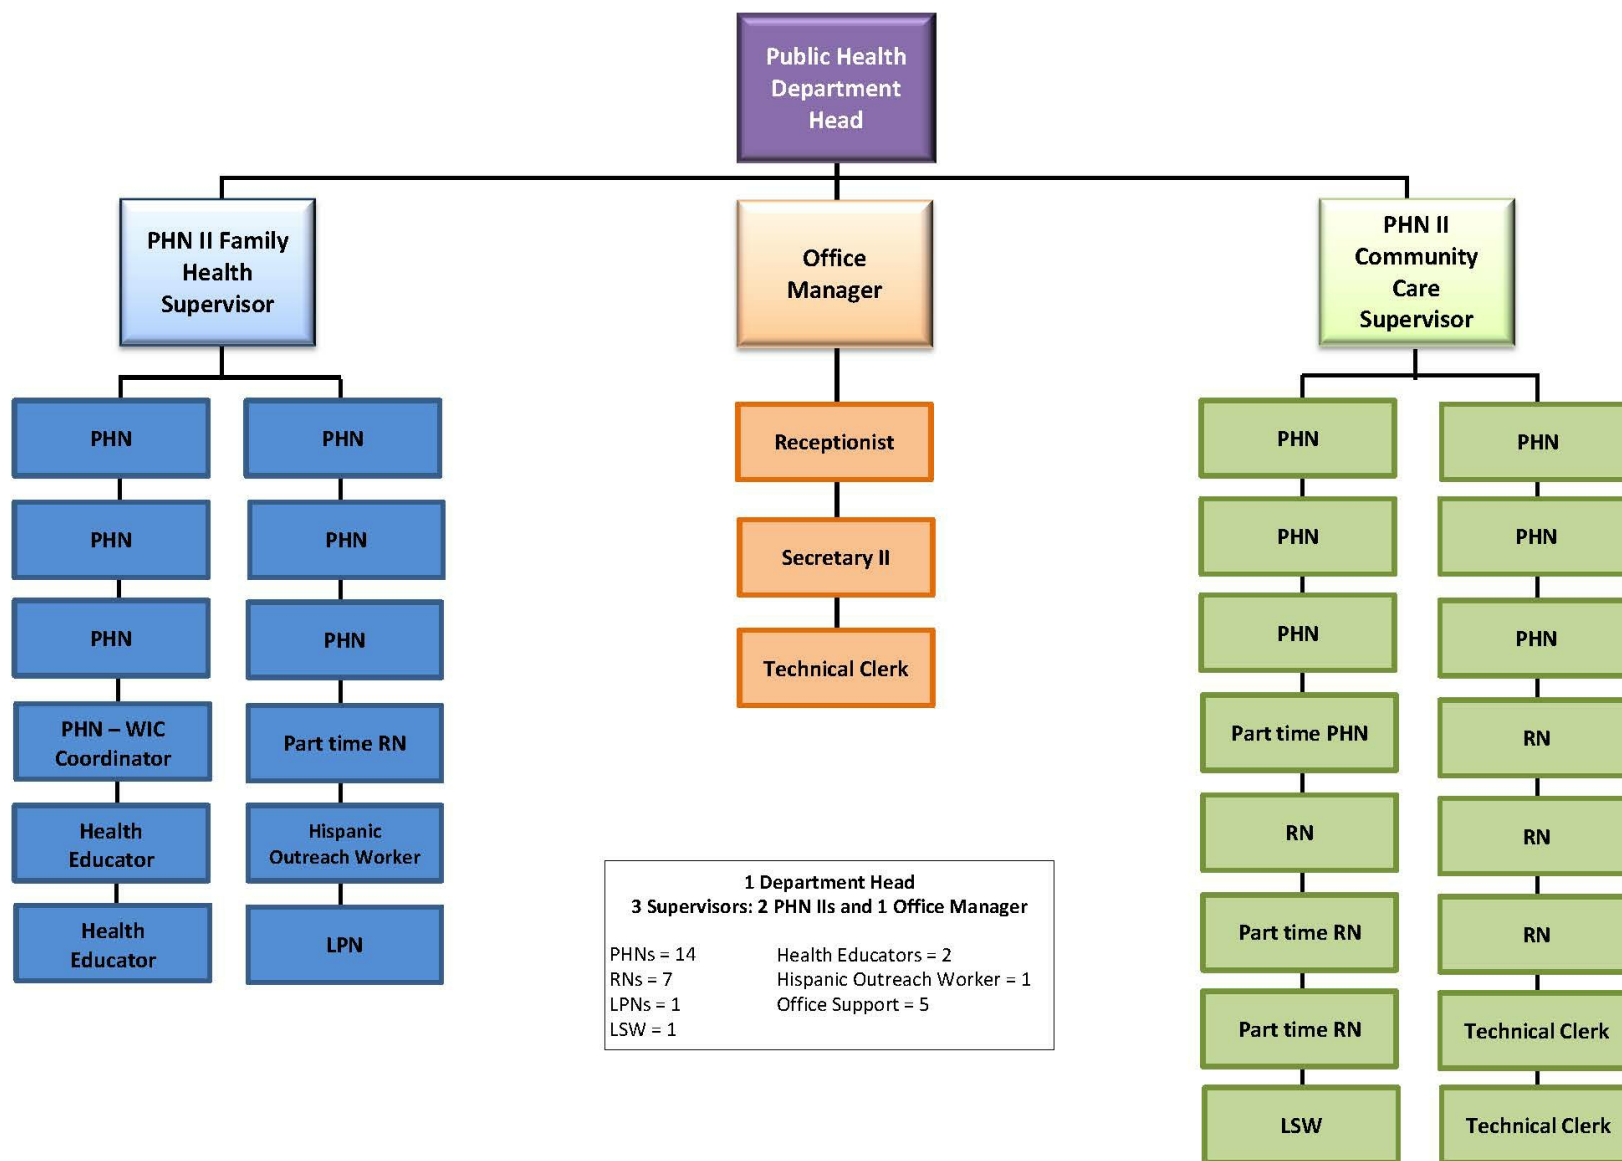 Public Health
Department
Head
PHN II Family
Health
Supervisor
Office
Manager
PHN II
Community
Care
Supervisor
PHN
PHN
PHN
PHN – WIC
Coordinator
Health
Educator
Health
Educator
PHN
PHN
PHN
Part time RN
Hispanic
Outreach Worker
LPN
Receptionist
Secretary II
Technical Clerk
PHN
PHN
PHN
Part time PHN
RN
Part time RN
Part time RN
LSW
PHN
PHN
PHN
RN
RN
RN
Technical Clerk
Technical Clerk
1 Department Head
3 Supervisors: 2 PHN IIs and 1 Office Manager
PHNs = 14
RNs = 7
LPNs = 1
LSW = 1
Health Educators = 2
Hispanic Outreach Worker = 1
Office Support = 5